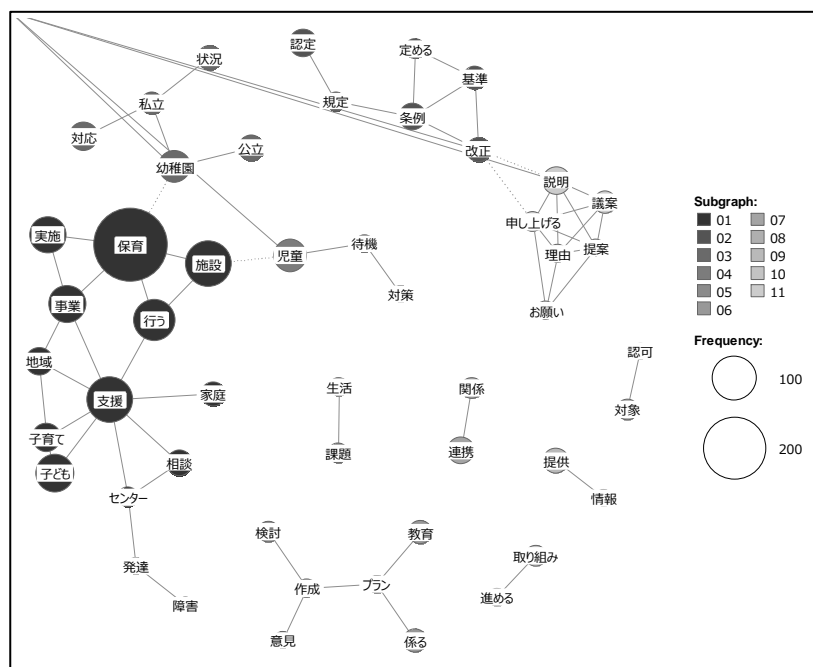 状況
認定
定める
基準
私立
規定
条例
対応
公立
改正
幼稚園
説明
議案
申し上げる
実施
保育
待機
理由
提案
施設
児童
対策
事業
行う
お願い
地域
認可
支援
家庭
生活
関係
対象
子育て
相談
課題
連携
提供
子ども
センター
情報
検討
教育
取り組み
発達
作成
プラン
進める
障害
意見
係る
Subgraph:
01
02
03
04
05
06
07
08
09
10
11
Frequency:
100
200